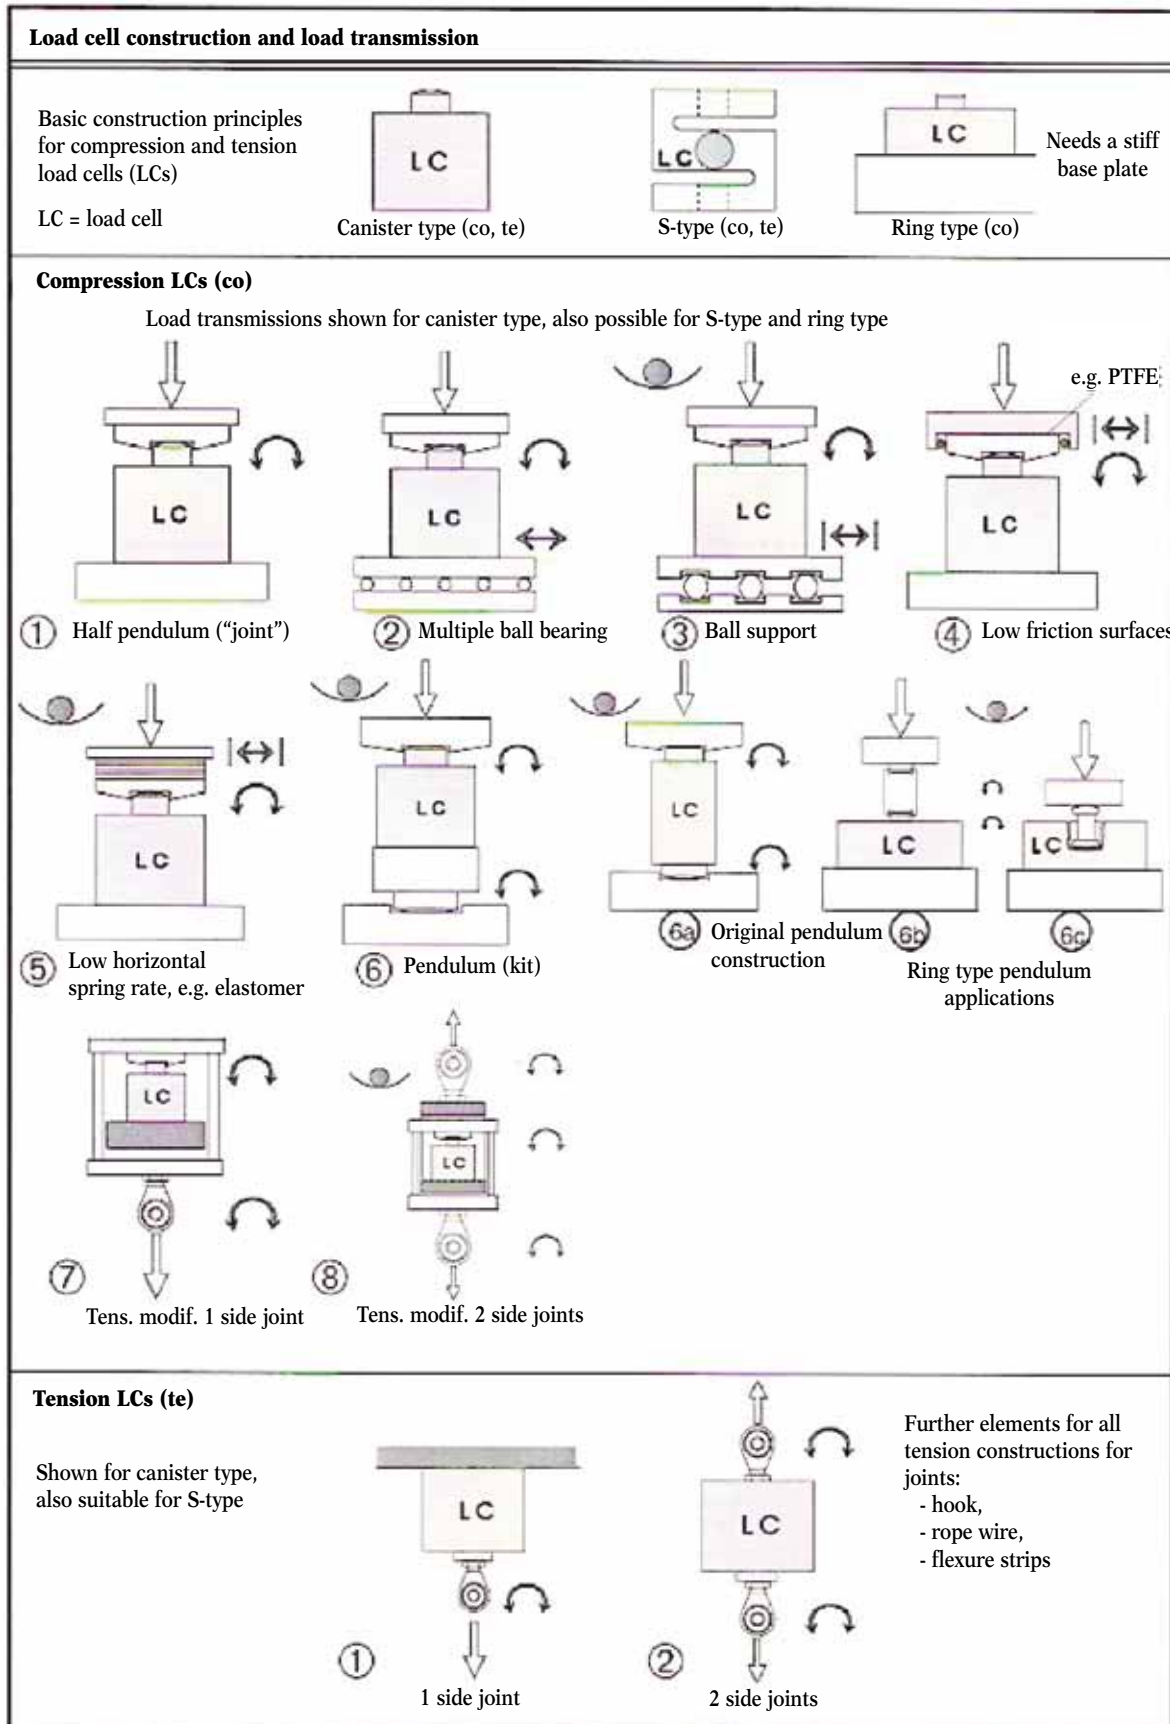 Load cell construction and load transmission
Basic construction principles
for compression and tension
load cells (LCs)
LC = load cell
LC
Canister type (co, te)
LC
S-type (co, te)
LC
Ring type (co)
Needs a stiff
base plate
Compression LCs (co)
Load transmissions shown for canister type, also possible for S-type and ring type
LC
1 Half pendulum (“joint”)
LC
2 Multiple ball bearing
LC
3 Ball support
e.g. PTFE
LC
4 Low friction surfaces
LC
5 Low horizontal
spring rate, e.g. elastomer
LC
6 Pendulum (kit)
LC
6a Original pendulum
construction
LC
6b
LC
6c
Ring type pendulum
applications
LC
7
Tens. modif. 1 side joint
LC
8
Tens. modif. 2 side joints
Tension LCs (te)
Shown for canister type,
also suitable for S-type
LC
1
1 side joint
LC
2
2 side joints
Further elements for all
tension constructions for
joints:
- hook,
- rope wire,
- flexure strips